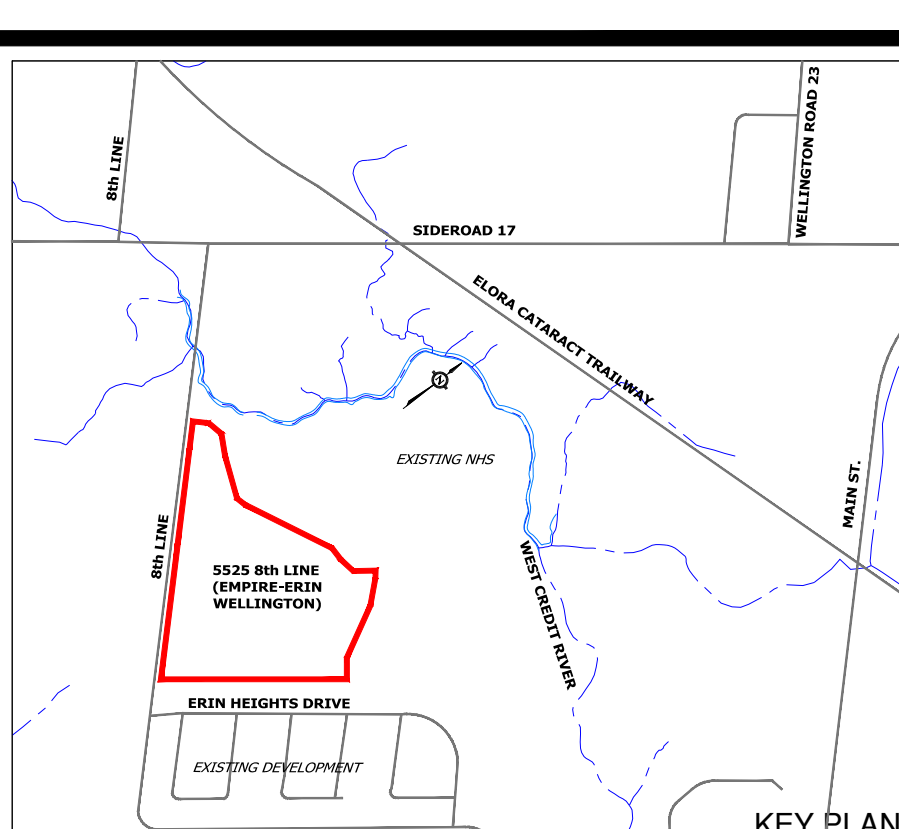 8th LINE
WELLINGTON ROAD 23
SIDEROAD 17
ELORA CATARACT TRAILWAY
N
EXISTING NHS
MAIN ST.
8th LINE
5525 8th LINE
(EMPIRE-ERIN
WELLINGTON)
WEST CREDIT RIVER
ERIN HEIGHTS DRIVE
EXISTING DEVELOPMENT
KEY PLAN